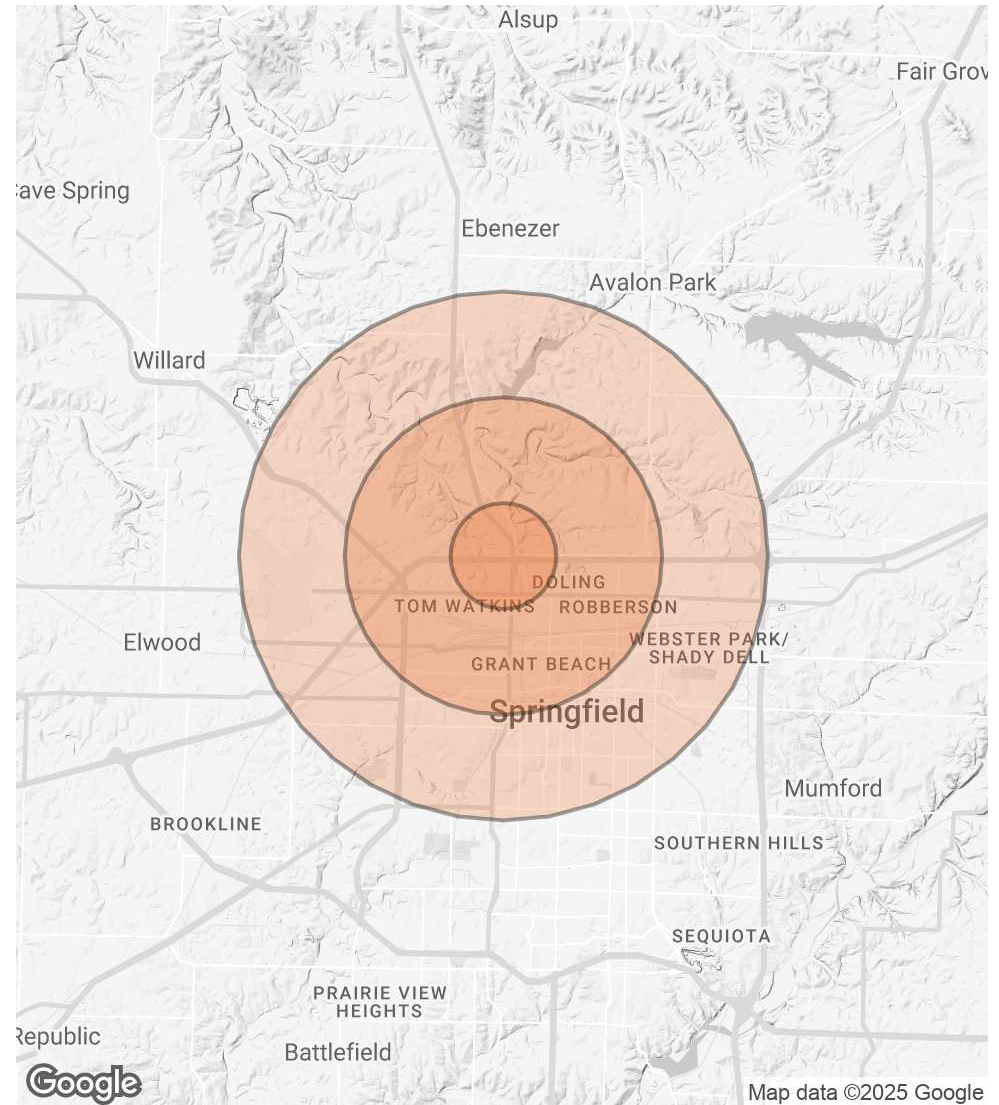 Alsup
Fair Grov
Cave Spring
Ebenezer
Avalon Park
Willard
DOLING
TOM WATKINS
ROBBERSON
WEBSTER PARK/
SHADY DELL
Elwood
GRANT BEACH
Springfield
Mumford
BROOKLINE
SOUTHERN HILLS
SEQUIOTA
PRAIRIE VIEW
HEIGHTS
Republic
Battlefield
Google
Map data ©2025 Google